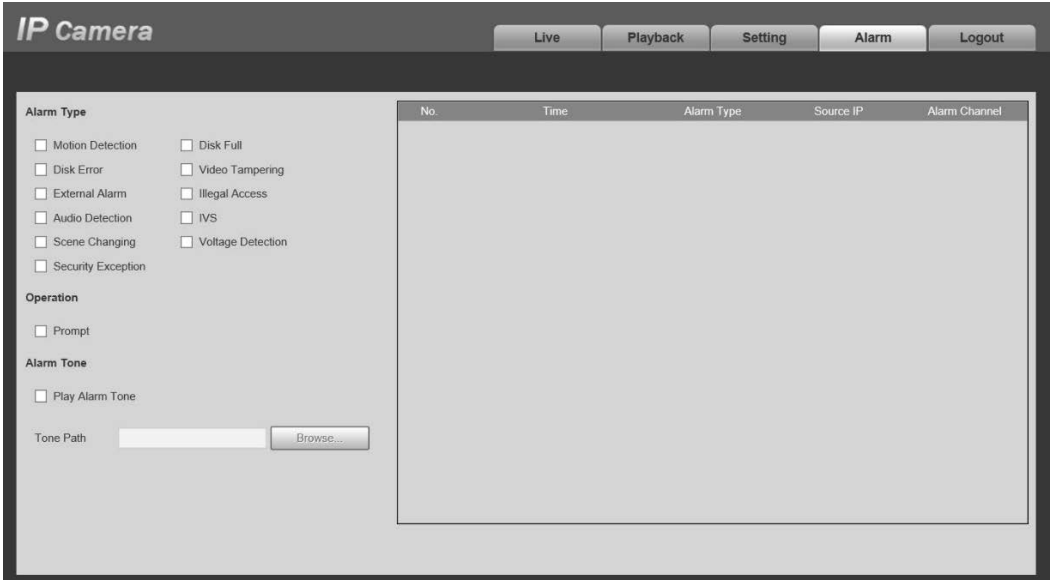 IP Camera
Live Playback Setting Alarm Logout
Alarm Type
Motion Detection Disk Full
Disk Error Video Tampering
External Alarm Illegal Access
Audio Detection IVS
Scene Changing Voltage Detection
Security Exception
Operation
Prompt
Alarm Tone
Play Alarm Tone
Tone Path Browse...
No. Time Alarm Type Source IP Alarm Channel